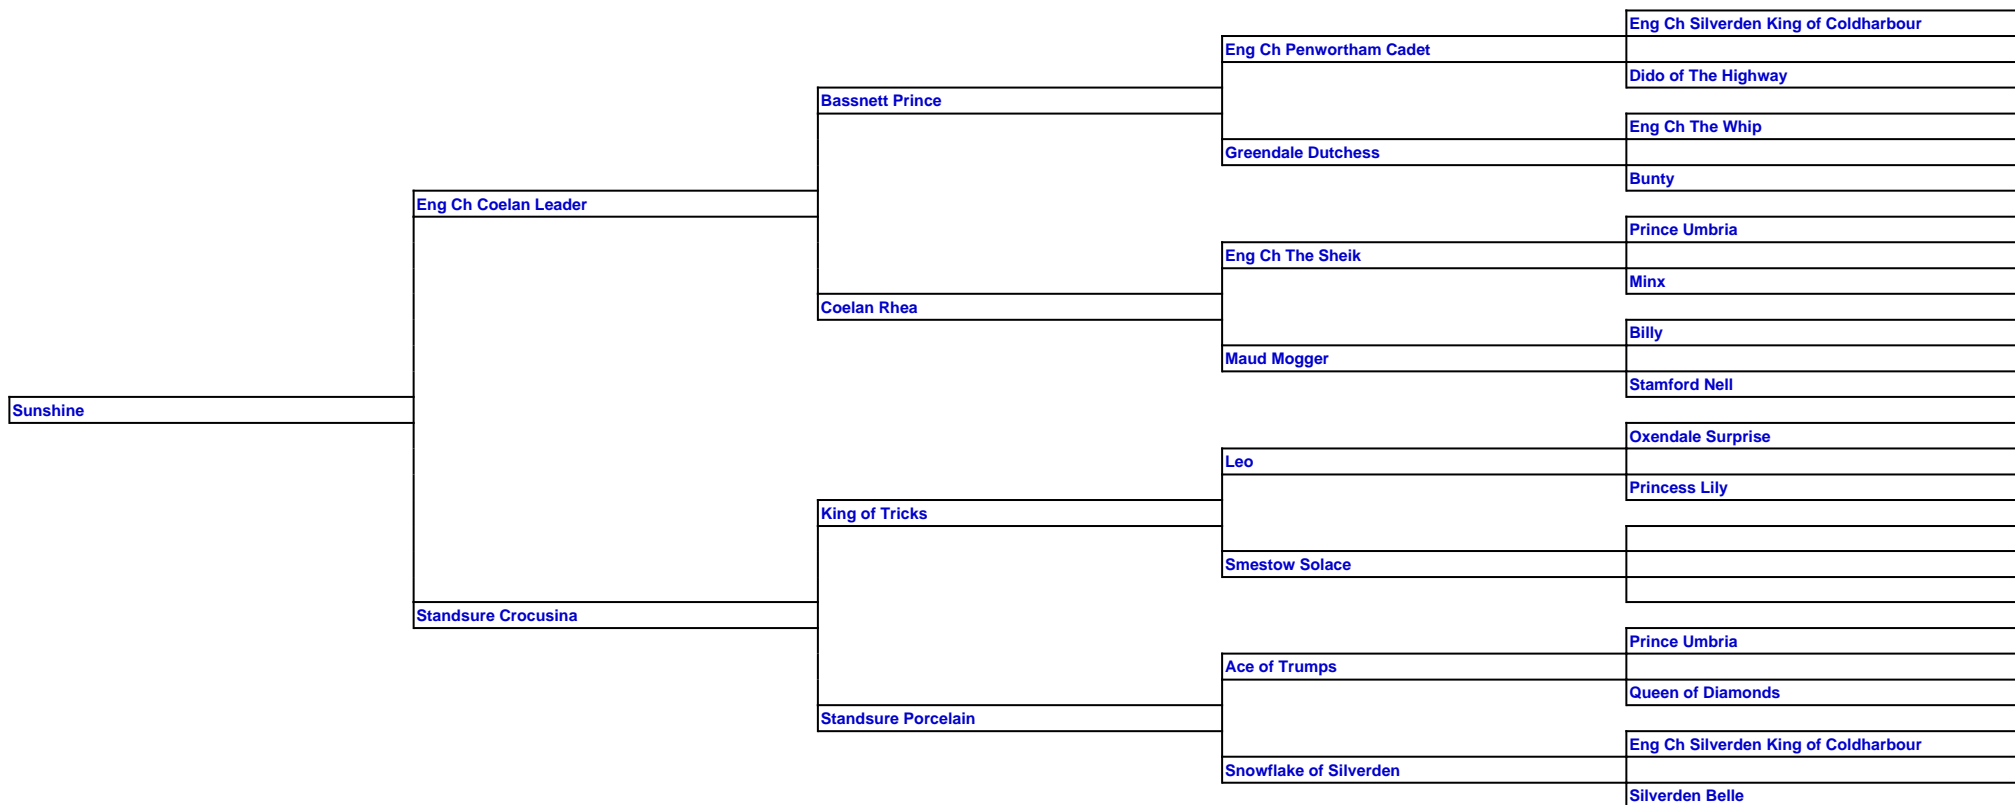 Eng Ch Silverden King of Coldharbour
Eng Ch Penwortham Cadet
Dido of The Highway
Bassnett Prince
Eng Ch The Whip
Greendale Dutchess
Bunty
Eng Ch Coelan Leader
Prince Umbria
Eng Ch The Sheik
Minx
Coelan Rhea
Billy
Maud Mogger
Stamford Nell
Sunshine
Oxendale Surprise
Leo
Princess Lily
King of Tricks
Smestow Solace
Standsure Crocusina
Prince Umbria
Ace of Trumps
Queen of Diamonds
Standsure Porcelain
Eng Ch Silverden King of Coldharbour
Snowflake of Silverden
Silverden Belle